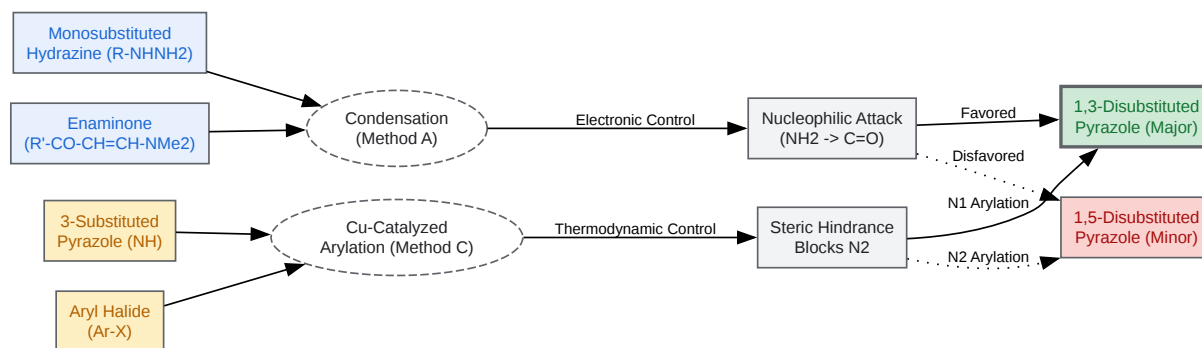 Monosubstituted
Hydrazine (R-NHNH2)
Enaminone
(R'-CO-CH=CH-NMe2)
Condensation
(Method A)
Electronic Control
Nucleophilic Attack
(NH2 -> C=O)
Favored
Disfavored
1,3-Disubstituted
Pyrazole (Major)
3-Substituted
Pyrazole (NH)
Aryl Halide
(Ar-X)
Cu-Catalyzed
Arylation (Method C)
Thermodynamic Control
Steric Hindrance
Blocks N2
N1 Arylation
N2 Arylation
1,5-Disubstituted
Pyrazole (Minor)